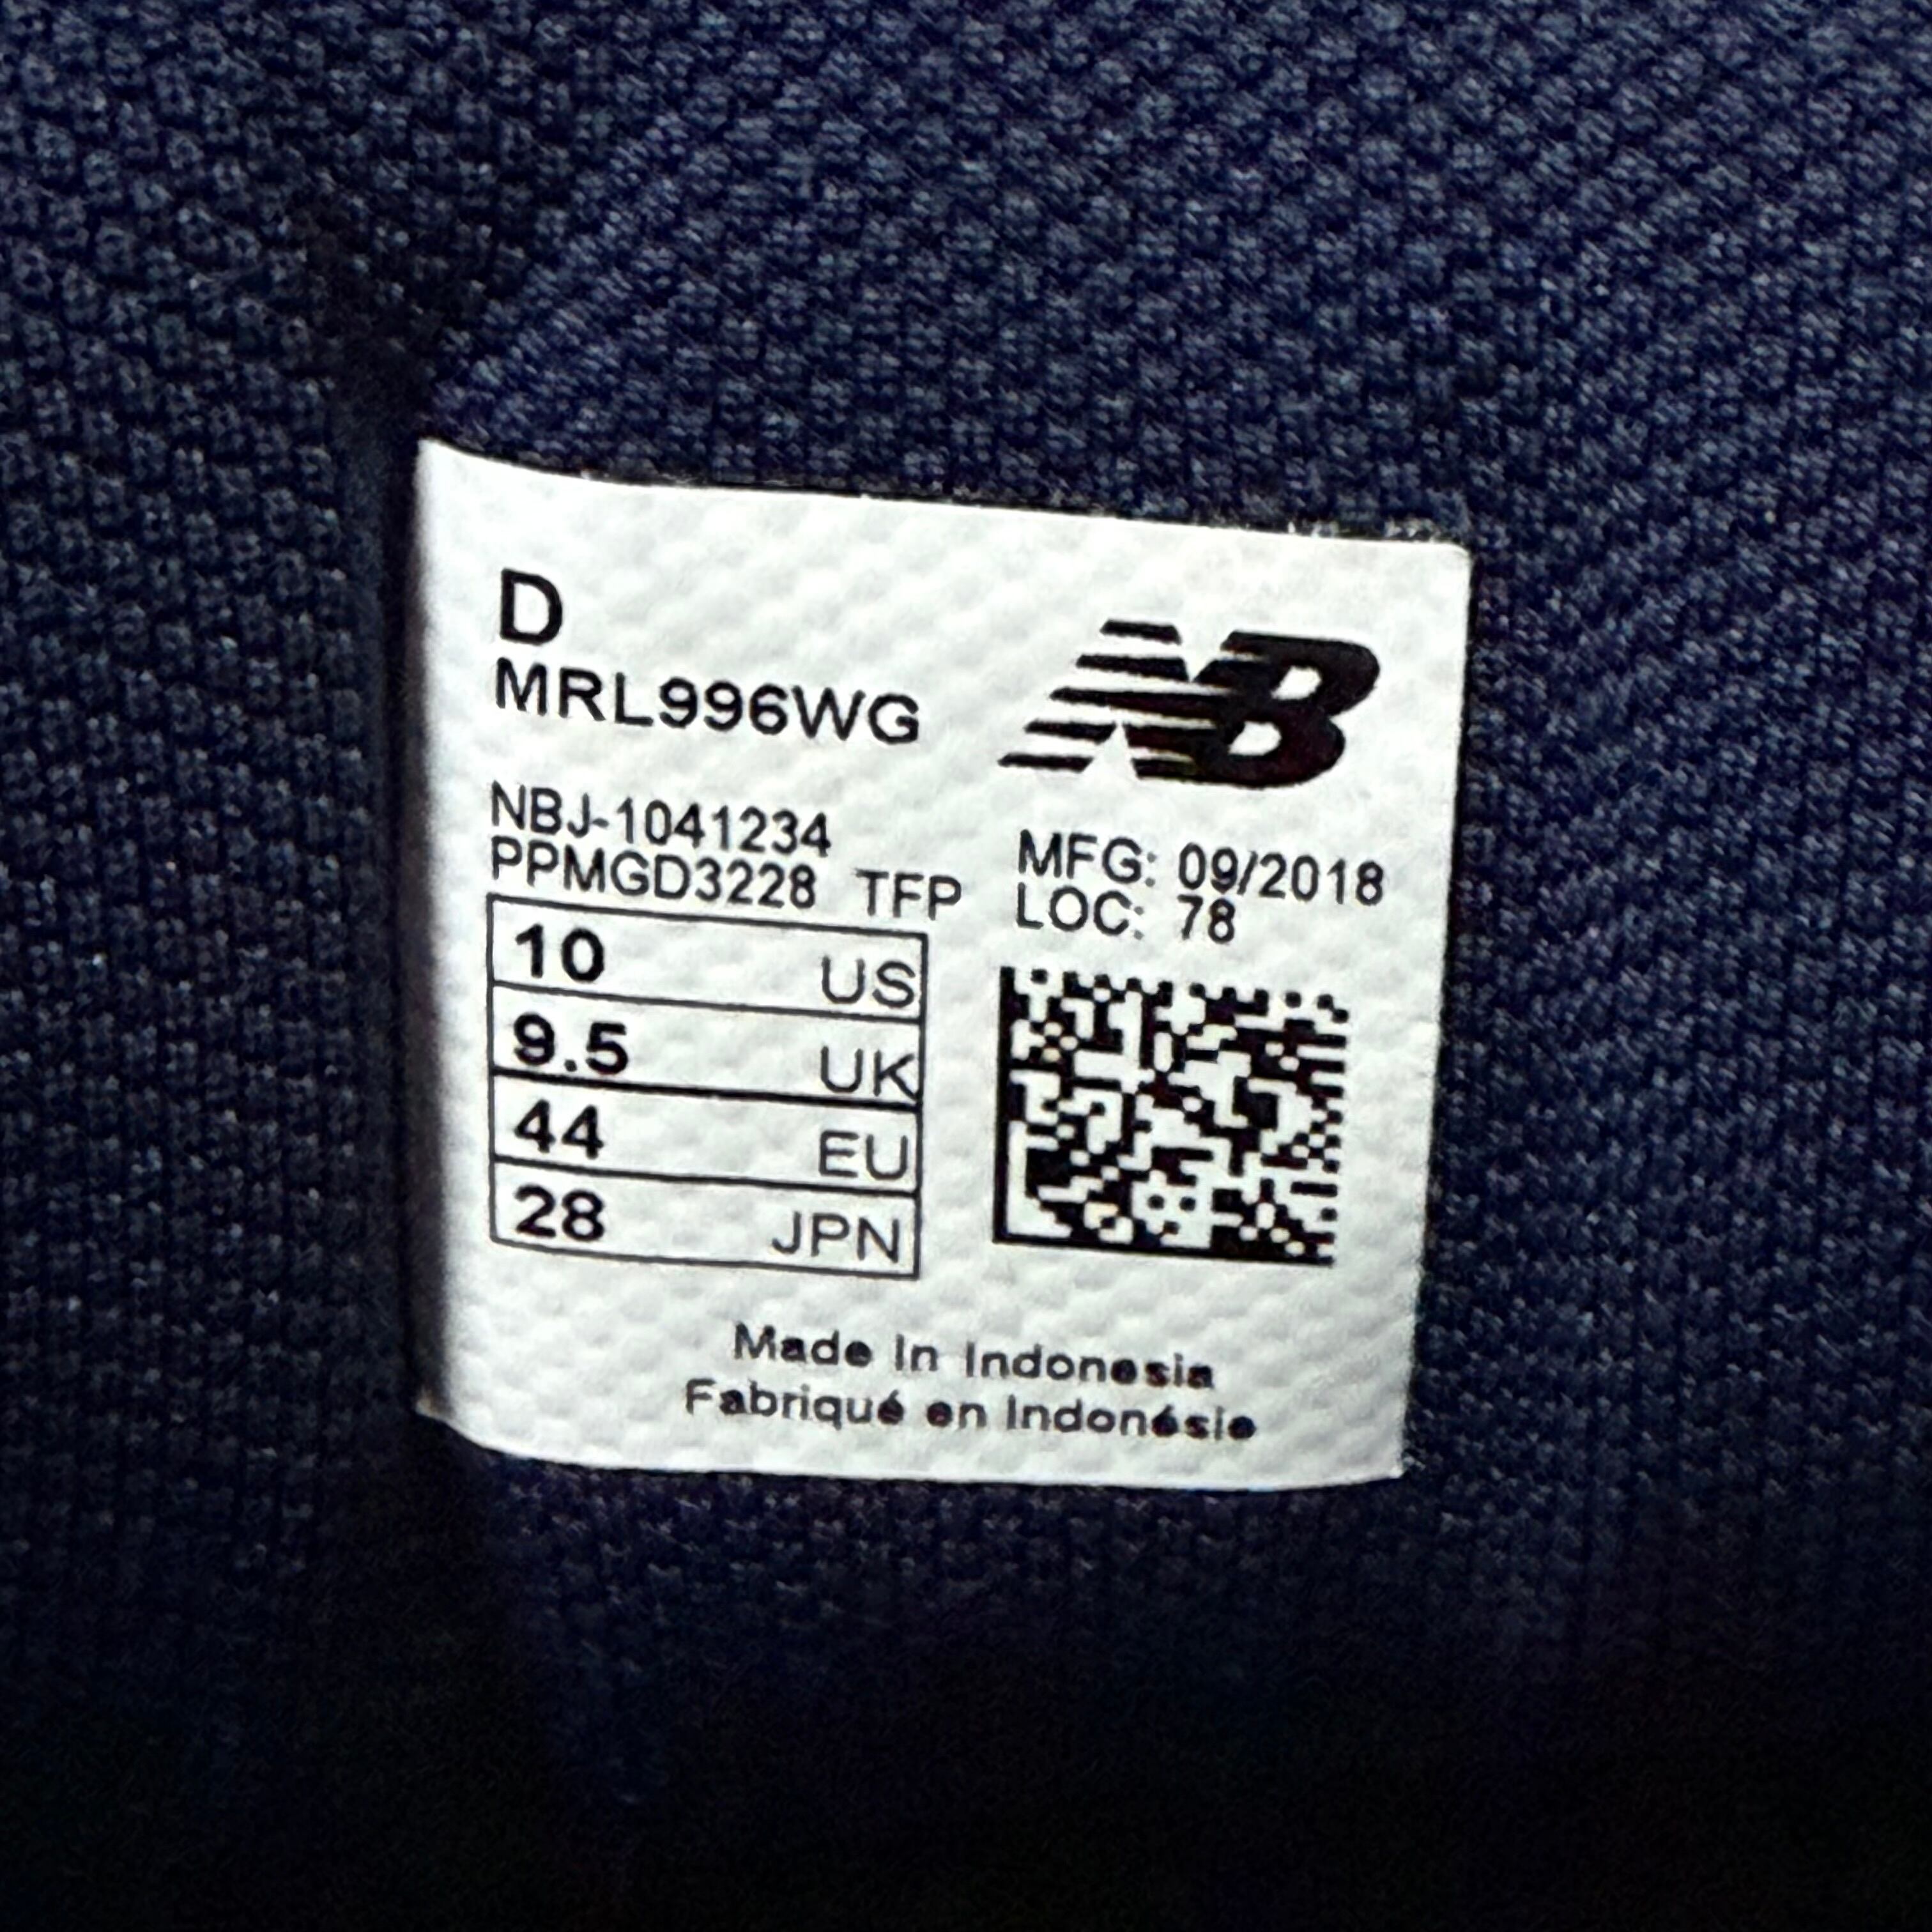 D
MRL996WG
NB
NBJ-1041234
PPMGD3228 TFP
MFG: 09/2018
LOC: 78
10 US
9.5 UK
44 EU
28 JPN
Made In Indonesia
Fabriqué en Indonésie